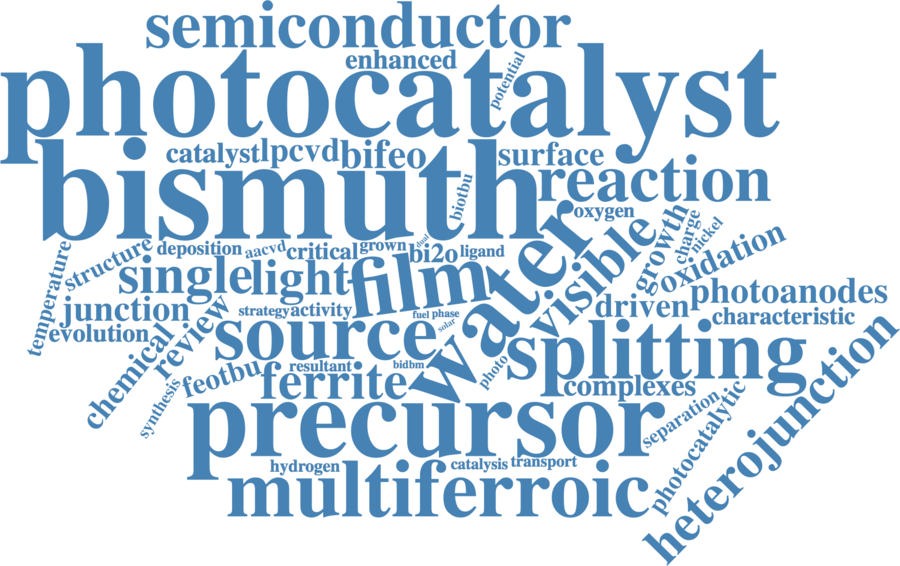 semiconductor
enhanced
potential
photocatalyst
catalyst
lpcvd
bifeo
surface
bismuth
reaction
biotbu
oxygen
water
visible
growth
charge
nickel
oxidation
temperature
structure
deposition
aacvd
critical
grown
dual
bi2o
ligand
single
light
film
driven
photoanodes
junction
strategy
activity
fuel
phase
solar
characteristic
evolution
review
source
splitting
chemical
synthesis
feotbu
resultant
bidbm
photo
ferrite
complexes
precursor
separation
photocatalytic
heterojunction
hydrogen
catalysis
transport
multiferroic